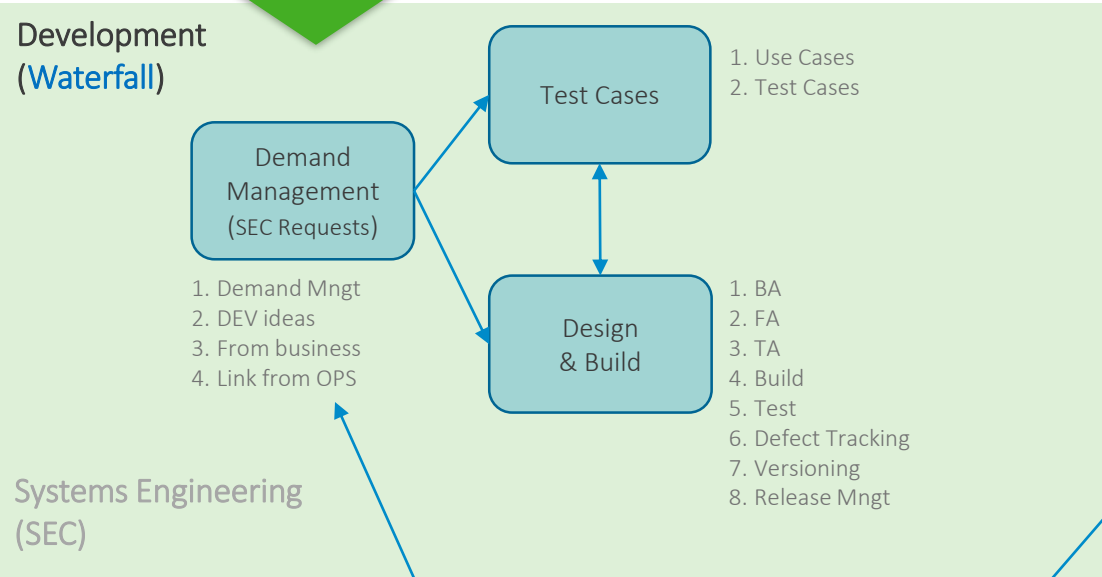 Development
(Waterfall)
Test Cases
1. Use Cases
2. Test Cases
Demand
Management
(SEC Requests)
1. Demand Mngt
2. DEV ideas
3. From business
4. Link from OPS
Design
& Build
1. BA
2. FA
3. TA
4. Build
5. Test
6. Defect Tracking
7. Versioning
8. Release Mngt
Systems Engineering
(SEC)